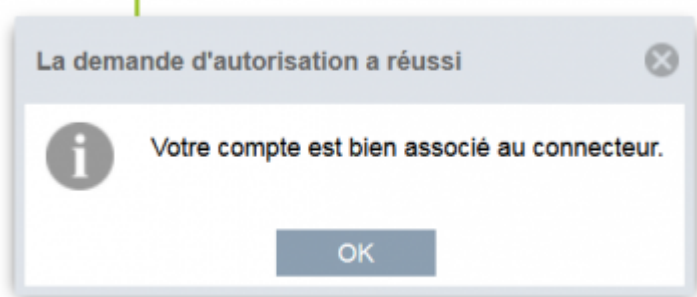 La demande d'autorisation a réussi
Votre compte est bien associé au connecteur.
OK